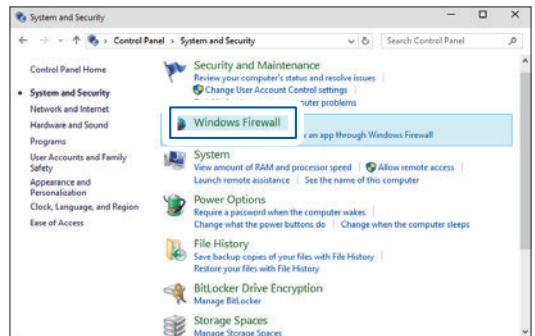 System and Security
Control Panel > System and Security
Search Control Panel
Control Panel Home
System and Security
Network and Internet
Hardware and Sound
Programs
User Accounts and Family
Safety
Appearance and
Personalization
Clock, Language, and Region
Ease of Access
Security and Maintenance
Review your computer's status and resolve issues
Change User Account Control settings
puter problems
Windows Firewall
an app through Windows Firewall
System
View amount of RAM and processor speed | Allow remote access |
Launch remote assistance | See the name of this computer
Power Options
Require a password when the computer wakes |
Change what the power buttons do | Change when the computer sleeps
File History
Save backup copies of your files with File History |
Restore your files with File History
BitLocker Drive Encryption
Manage BitLocker
Storage Spaces
Manage Storage Spaces